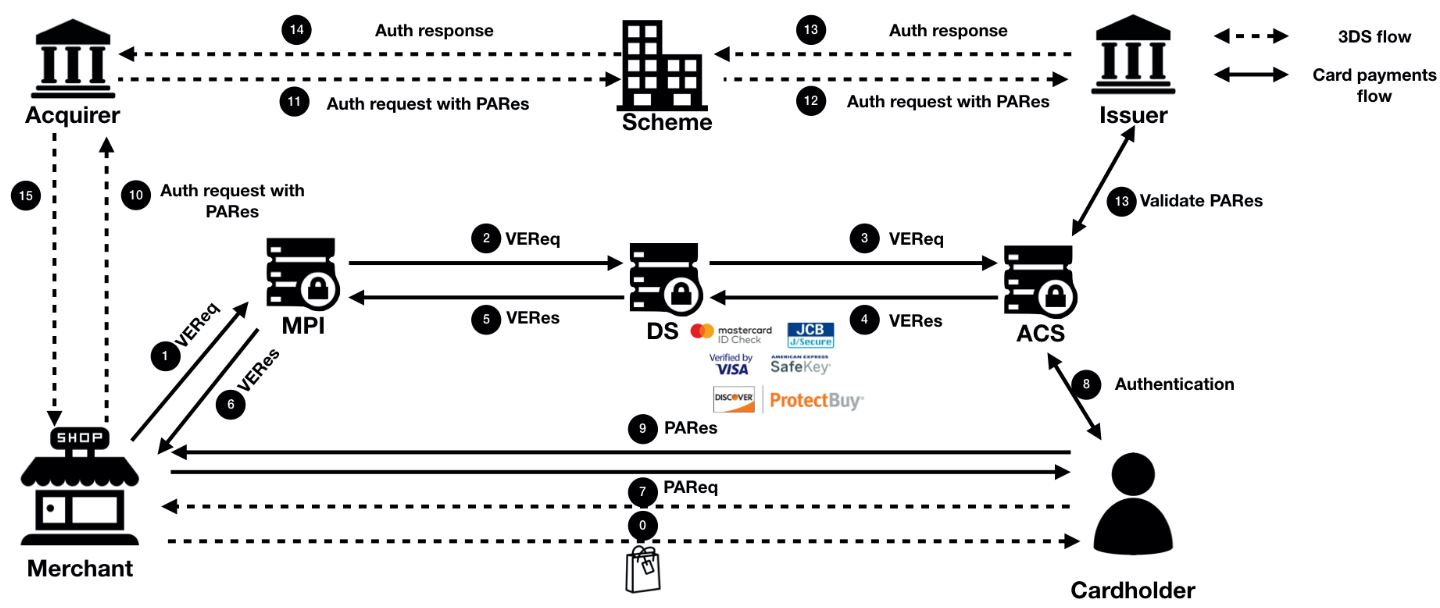 14
Auth response
13
Auth response
3DS flow
Card payments
flow
11
Auth request with PARes
12
Auth request with PARes
Acquirer
Scheme
Issuer
15
10
Auth request with
PARes
13
Validate PARes
2
VEReq
3
VEReq
MPI
5
VERes
DS
4
VERes
ACS
mastercard
ID Check
JCB
J/Secure
Verified by
VISA
AMERICAN EXPRESS
SafeKey
DISCOVER
ProtectBuy
1
VEReq
6
VERes
8
Authentication
9
PARes
SHOP
7
PAReq
0
Merchant
Cardholder